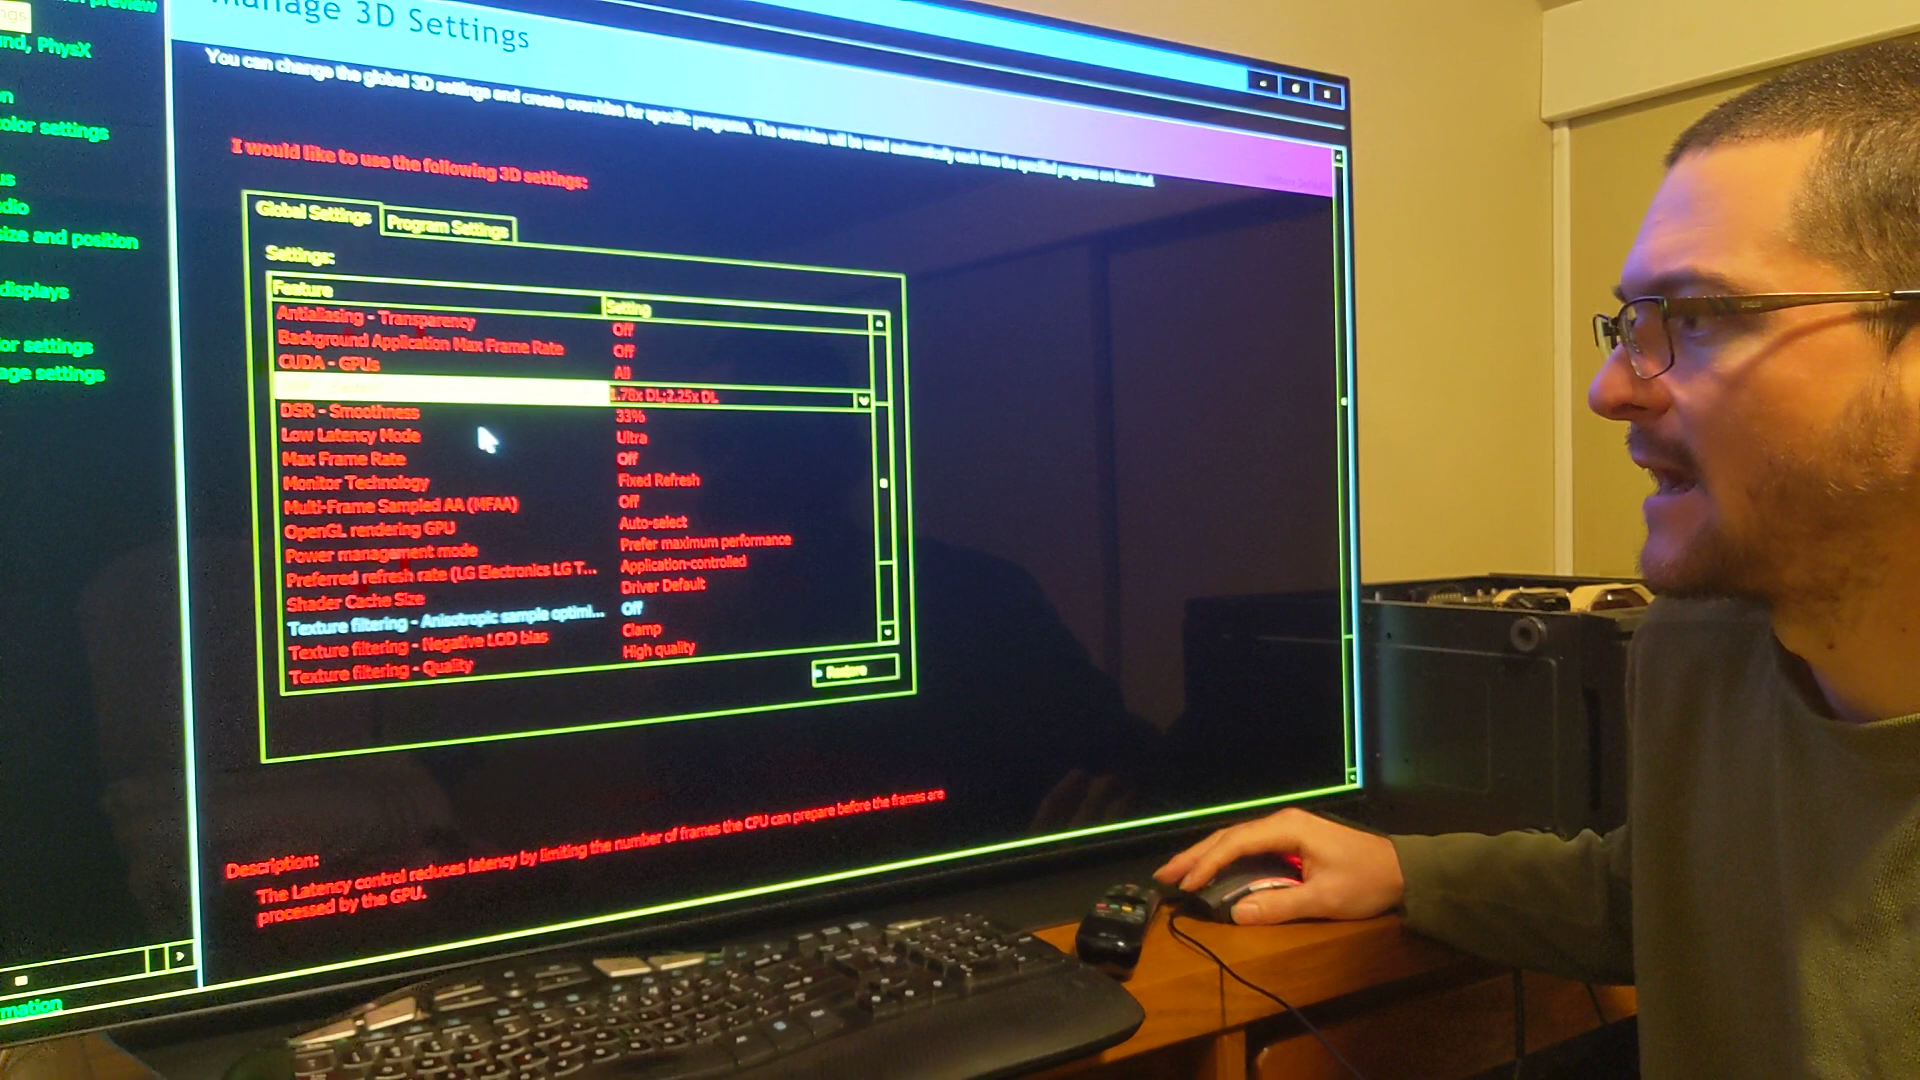 preview
ngs
und, PhysX
Manage 3D Settings
You can change the global 3D settings and create overrides for specific programs. The overrides will be used automatically each time the specified programs are launched.
on
color settings
I would like to use the following 3D settings:
us
udio
size and position
displays
or settings
age settings
Global Settings
Program Settings
Settings:
Feature Setting
Antialiasing - Transparency Off
Background Application Max Frame Rate Off
CUDA - GPUs All
1.78x DL;2.25x DL
DSR - Smoothness 33%
Low Latency Mode Ultra
Max Frame Rate Off
Monitor Technology Fixed Refresh
Multi-Frame Sampled AA (MFAA) Off
OpenGL rendering GPU Auto-select
Power management mode Prefer maximum performance
Preferred refresh rate (LG Electronics LG T... Application-controlled
Shader Cache Size Driver Default
Texture filtering - Anisotropic sample optimi... Off
Texture filtering - Negative LOD bias Clamp
Texture filtering - Quality High quality
Restore
Description:
The Latency control reduces latency by limiting the number of frames the CPU can prepare before the frames are
processed by the GPU.
mation